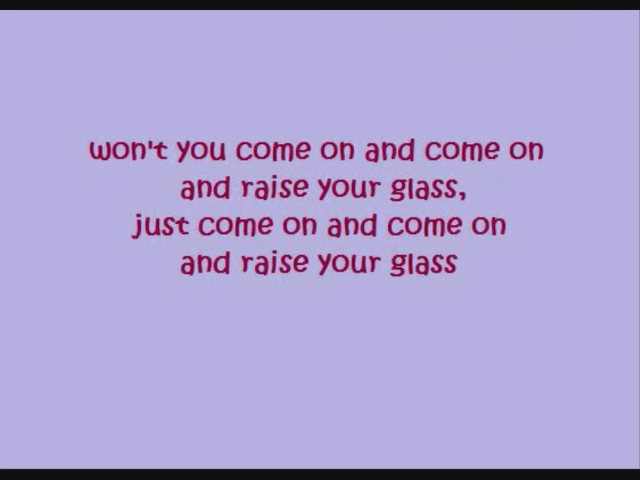 won't you come on and come on
and raise your glass,
just come on and come on
and raise your glass